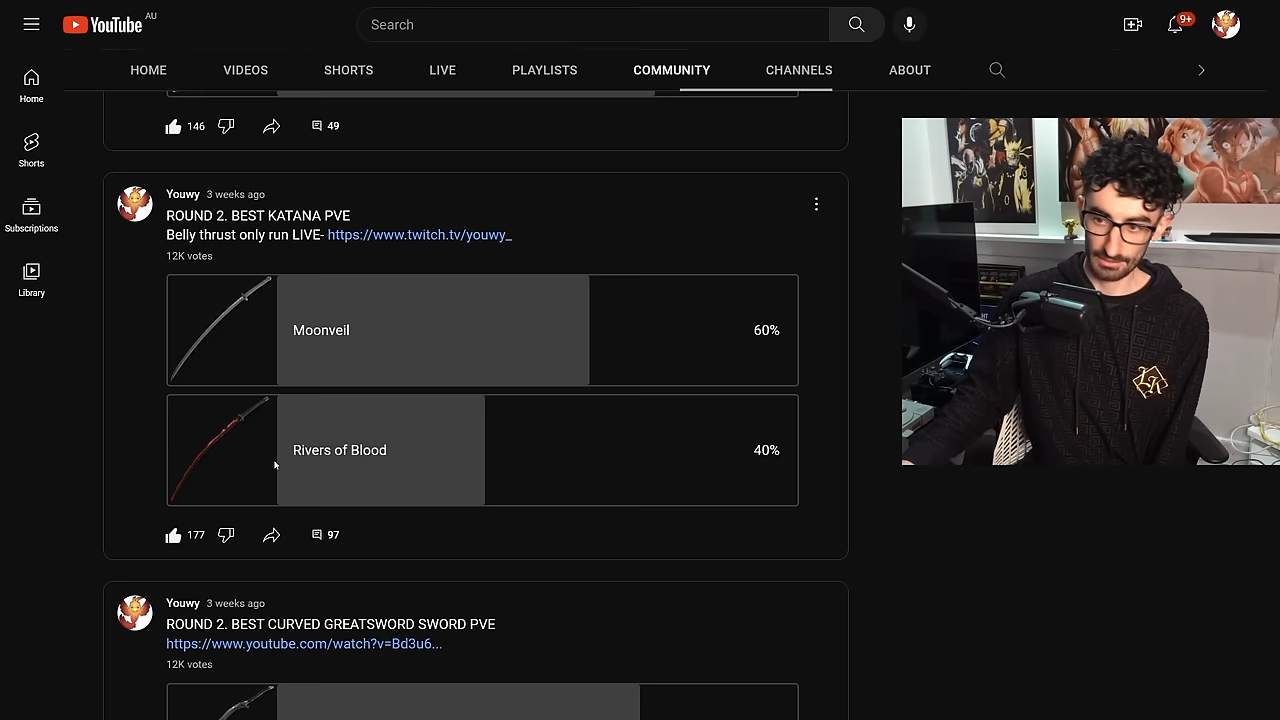 YouTube AU
Search
9+
HOME VIDEOS SHORTS LIVE PLAYLISTS COMMUNITY CHANNELS ABOUT
Home
Shorts
Subscriptions
Library
146 49
Youwy 3 weeks ago
ROUND 2. BEST KATANA PVE
Belly thrust only run LIVE- https://www.twitch.tv/youwy_
12K votes
Moonveil 60%
Rivers of Blood 40%
177 97
Youwy 3 weeks ago
ROUND 2. BEST CURVED GREATSWORD SWORD PVE
https://www.youtube.com/watch?v=Bd3u6...
12K votes
LK